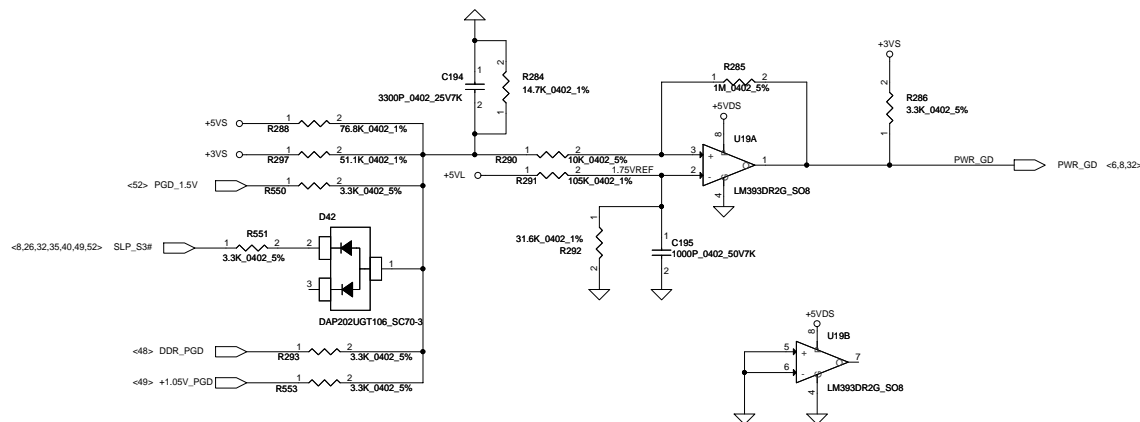 C194
1
2
3300P_0402_25V7K
R284
14.7K_0402_1%
2
1
+5VS
R288
1
2
76.8K_0402_1%
+3VS
R297
1
2
51.1K_0402_1%
<52> PGD_1.5V
R550
1
2
3.3K_0402_5%
<8,26,32,35,40,49,52> SLP_S3#
R551
1
2
3.3K_0402_5%
D42
2
3
1
DAP202UGT106_SC70-3
<48> DDR_PGD
R293
1
2
3.3K_0402_5%
<49> +1.05V_PGD
R553
1
2
3.3K_0402_5%
R290
1
2
10K_0402_5%
+5VL
R291
1
2
105K_0402_1%
1.75VREF
31.6K_0402_1%
R292
1
2
C195
1000P_0402_50V7K
1
2
R285
1
2
1M_0402_5%
+5VDS
8
U19A
3
+
2
-
1
4
LM393DR2G_SO8
+3VS
2
R286
3.3K_0402_5%
1
PWR_GD
PWR_GD <6,8,32>
+5VDS
8
U19B
5
+
6
-
7
4
LM393DR2G_SO8